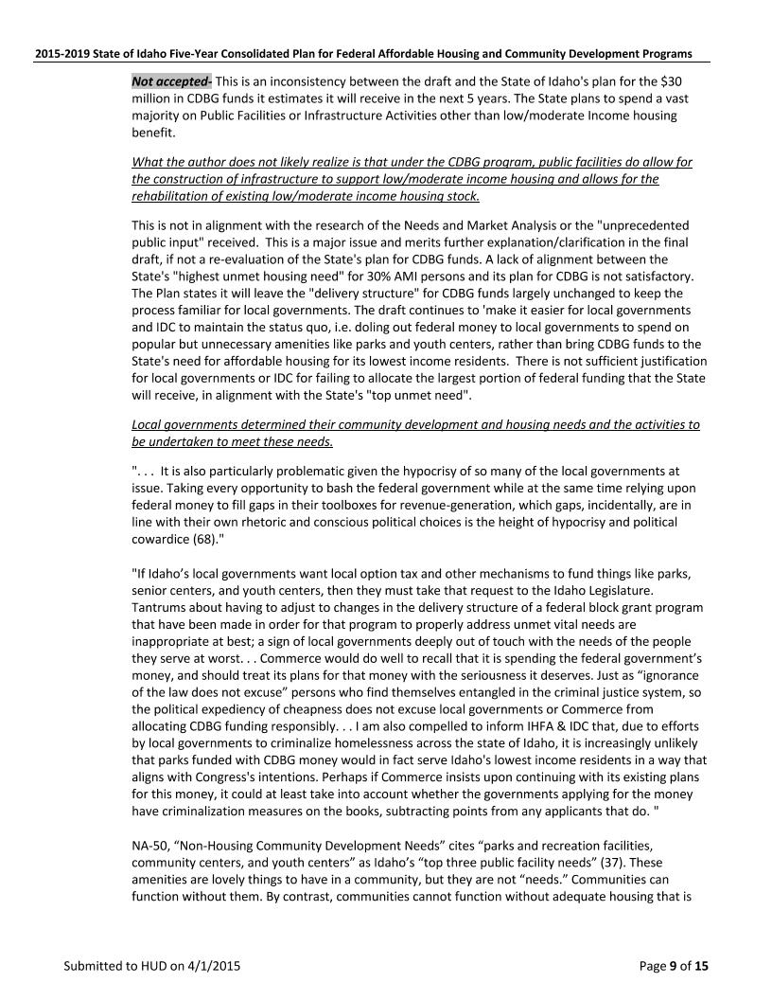 2015-2019 State of Idaho Five-Year Consolidated Plan for Federal Affordable Housing and Community Development Programs
Not accepted- This is an inconsistency between the draft and the State of Idaho's plan for the $30
million in CDBG funds it estimates it will receive in the next 5 years. The State plans to spend a vast
majority on Public Facilities or Infrastructure Activities other than low/moderate Income housing
benefit.
What the author does not likely realize is that under the CDBG program, public facilities do allow for
the construction of infrastructure to support low/moderate income housing and allows for the
rehabilitation of existing low/moderate income housing stock.
This is not in alignment with the research of the Needs and Market Analysis or the "unprecedented
public input" received.  This is a major issue and merits further explanation/clarification in the final
draft, if not a re-evaluation of the State's plan for CDBG funds. A lack of alignment between the
State's "highest unmet housing need" for 30% AMI persons and its plan for CDBG is not satisfactory.
The Plan states it will leave the "delivery structure" for CDBG funds largely unchanged to keep the
process familiar for local governments. The draft continues to 'make it easier for local governments
and IDC to maintain the status quo, i.e. doling out federal money to local governments to spend on
popular but unnecessary amenities like parks and youth centers, rather than bring CDBG funds to the
State's need for affordable housing for its lowest income residents.  There is not sufficient justification
for local governments or IDC for failing to allocate the largest portion of federal funding that the State
will receive, in alignment with the State's "top unmet need".
Local governments determined their community development and housing needs and the activities to
be undertaken to meet these needs.
". . .  It is also particularly problematic given the hypocrisy of so many of the local governments at
issue. Taking every opportunity to bash the federal government while at the same time relying upon
federal money to fill gaps in their toolboxes for revenue-generation, which gaps, incidentally, are in
line with their own rhetoric and conscious political choices is the height of hypocrisy and political
cowardice (68)."
"If Idaho’s local governments want local option tax and other mechanisms to fund things like parks,
senior centers, and youth centers, then they must take that request to the Idaho Legislature.
Tantrums about having to adjust to changes in the delivery structure of a federal block grant program
that have been made in order for that program to properly address unmet vital needs are
inappropriate at best; a sign of local governments deeply out of touch with the needs of the people
they serve at worst. . . Commerce would do well to recall that it is spending the federal government’s
money, and should treat its plans for that money with the seriousness it deserves. Just as “ignorance
of the law does not excuse” persons who find themselves entangled in the criminal justice system, so
the political expediency of cheapness does not excuse local governments or Commerce from
allocating CDBG funding responsibly. . . I am also compelled to inform IHFA & IDC that, due to efforts
by local governments to criminalize homelessness across the state of Idaho, it is increasingly unlikely
that parks funded with CDBG money would in fact serve Idaho's lowest income residents in a way that
aligns with Congress's intentions. Perhaps if Commerce insists upon continuing with its existing plans
for this money, it could at least take into account whether the governments applying for the money
have criminalization measures on the books, subtracting points from any applicants that do. "
NA-50, “Non-Housing Community Development Needs” cites “parks and recreation facilities,
community centers, and youth centers” as Idaho’s “top three public facility needs” (37). These
amenities are lovely things to have in a community, but they are not “needs.” Communities can
function without them. By contrast, communities cannot function without adequate housing that is
Submitted to HUD on 4/1/2015
Page 9 of 15